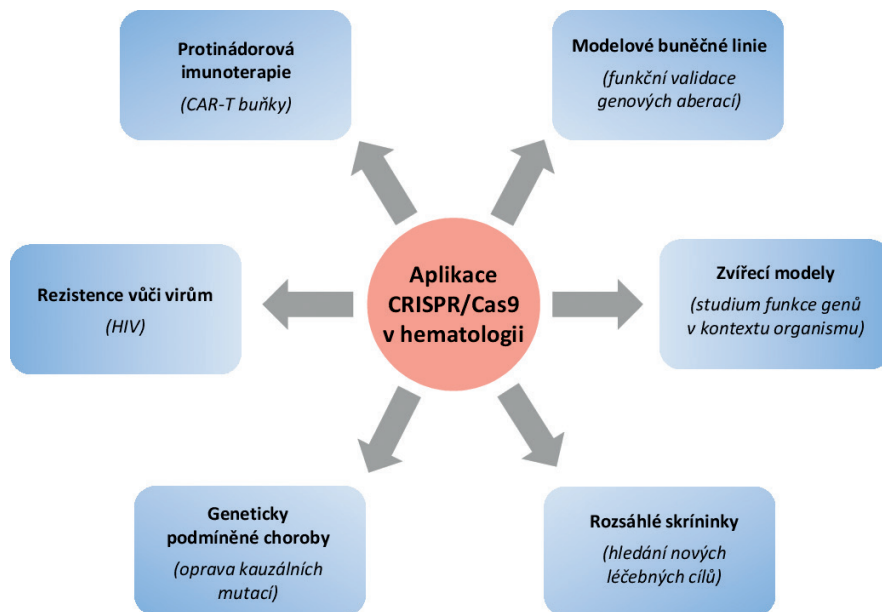 Protinádorová
imunoterapie
(CAR-T buňky)
Modelové buněčné linie
(funkční validace
genových aberací)
Rezistence vůči virům
(HIV)
Aplikace
CRISPR/Cas9
v hematologii
Zvířecí modely
(studium funkce genů
v kontextu organismu)
Geneticky
podmíněné choroby
(oprava kauzálních
mutací)
Rozsáhlé skríninky
(hledání nových
léčebných cílů)